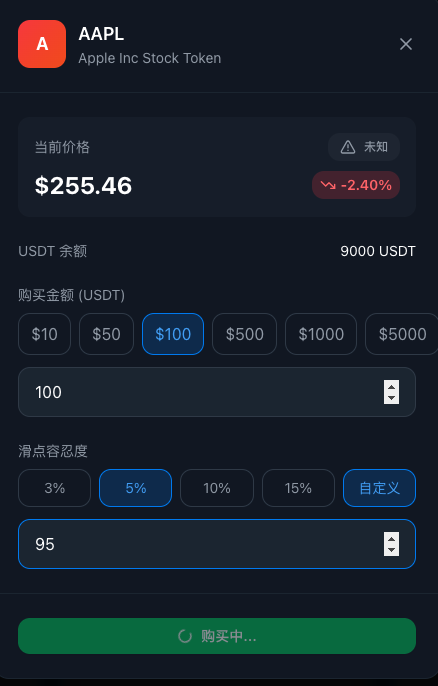 A
AAPL
Apple Inc Stock Token
当前价格
未知
$255.46
-2.40%
USDT 余额
9000 USDT
购买金额 (USDT)
$10 $50 $100 $500 $1000 $5000
100
滑点容忍度
3% 5% 10% 15% 自定义
95
购买中...